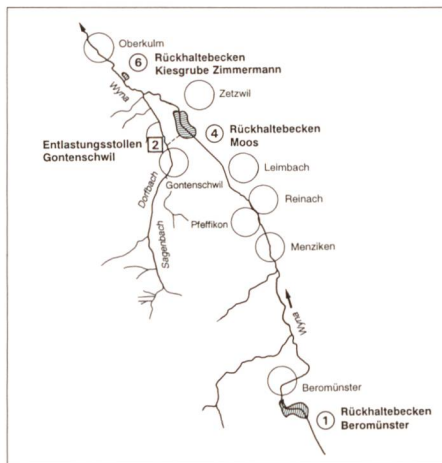 Oberkulm
6 Rückhaltebecken
Kiesgrube Zimmermann
Wyna
Zetzwil
4 Rückhaltebecken
Moos
Entlastungsstollen 2
Gontenschwil
Leimbach
Gontenschwil
Dorfbach
Reinach
Pfeffikon
Sagenbach
Menziken
Wyna
Beromünster
1 Rückhaltebecken
Beromünster